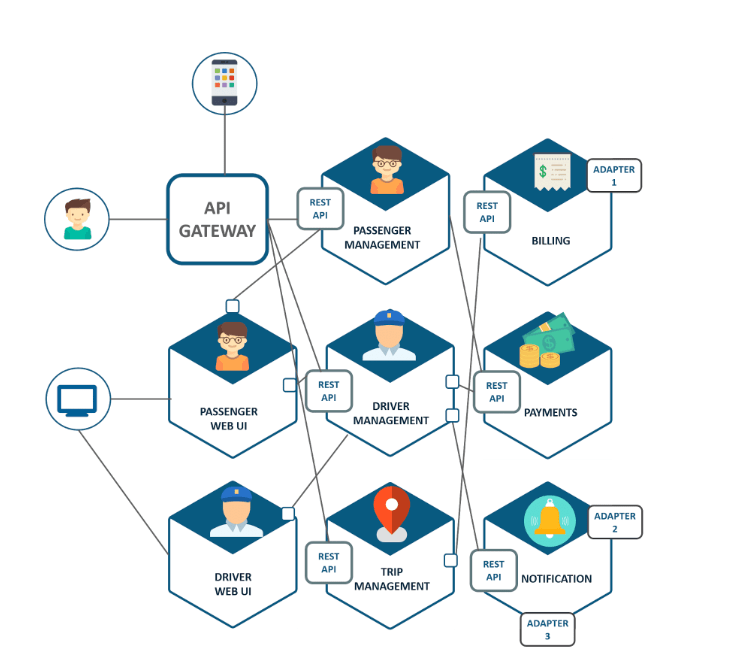 API
GATEWAY
REST
API
PASSENGER
MANAGEMENT
REST
API
BILLING
ADAPTER
1
PASSENGER
WEB UI
REST
API
DRIVER
MANAGEMENT
REST
API
PAYMENTS
DRIVER
WEB UI
REST
API
TRIP
MANAGEMENT
REST
API
NOTIFICATION
ADAPTER
2
ADAPTER
3